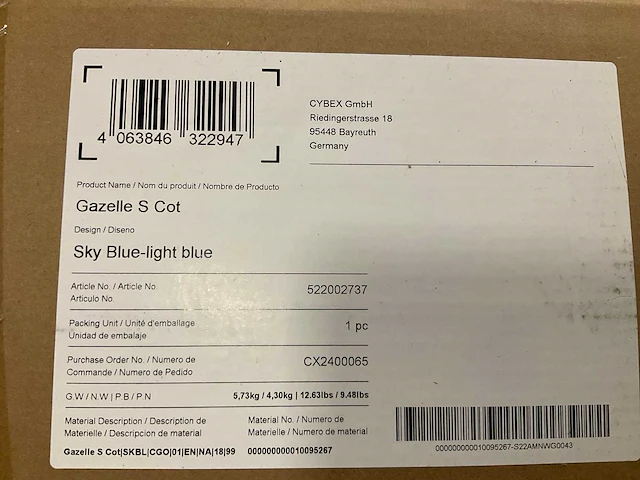 4 063846 322947
CYBEX GmbH
Riedingerstrasse 18
95448 Bayreuth
Germany
Product Name / Nom du produit / Nombre de Producto
Gazelle S Cot
Design / Diseno
Sky Blue-light blue
Article No. / Article No.
Articulo No.
522002737
Packing Unit / Unité d'emballage
Unidad de embalaje
1 pc
Purchase Order No. / Numero de
Commande / Numero de Pedido
CX2400065
G.W / N.W | P.B / P.N
5,73kg / 4,30kg | 12.63lbs / 9.48lbs
Material Description / Description de
Materielle / Descripcion de material
Material No. / Numero de
Materielle / Numero de material
Gazelle S Cot|SKBL|CGO|01|EN|NA|18|99
000000000010095267
000000000010095267-S22AMNWG0043